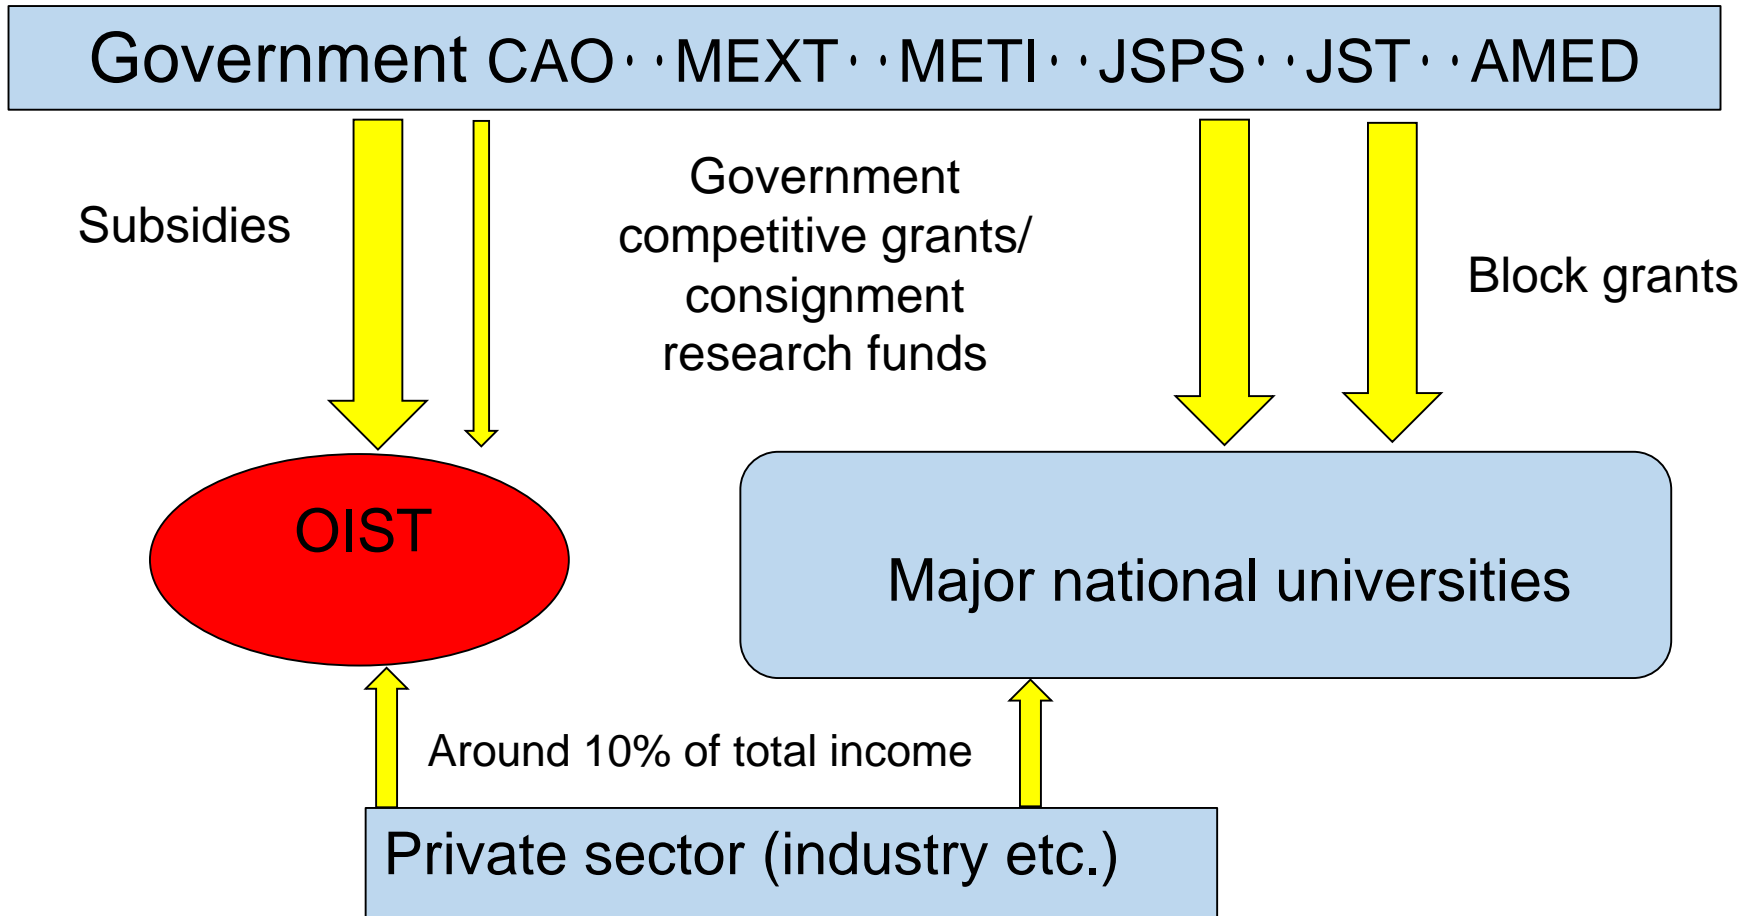 Government CAO··MEXT··METI··JSPS··JST··AMED
Subsidies
Government
competitive grants/
consignment
research funds
Block grants
OIST
Major national universities
Around 10% of total income
Private sector (industry etc.)